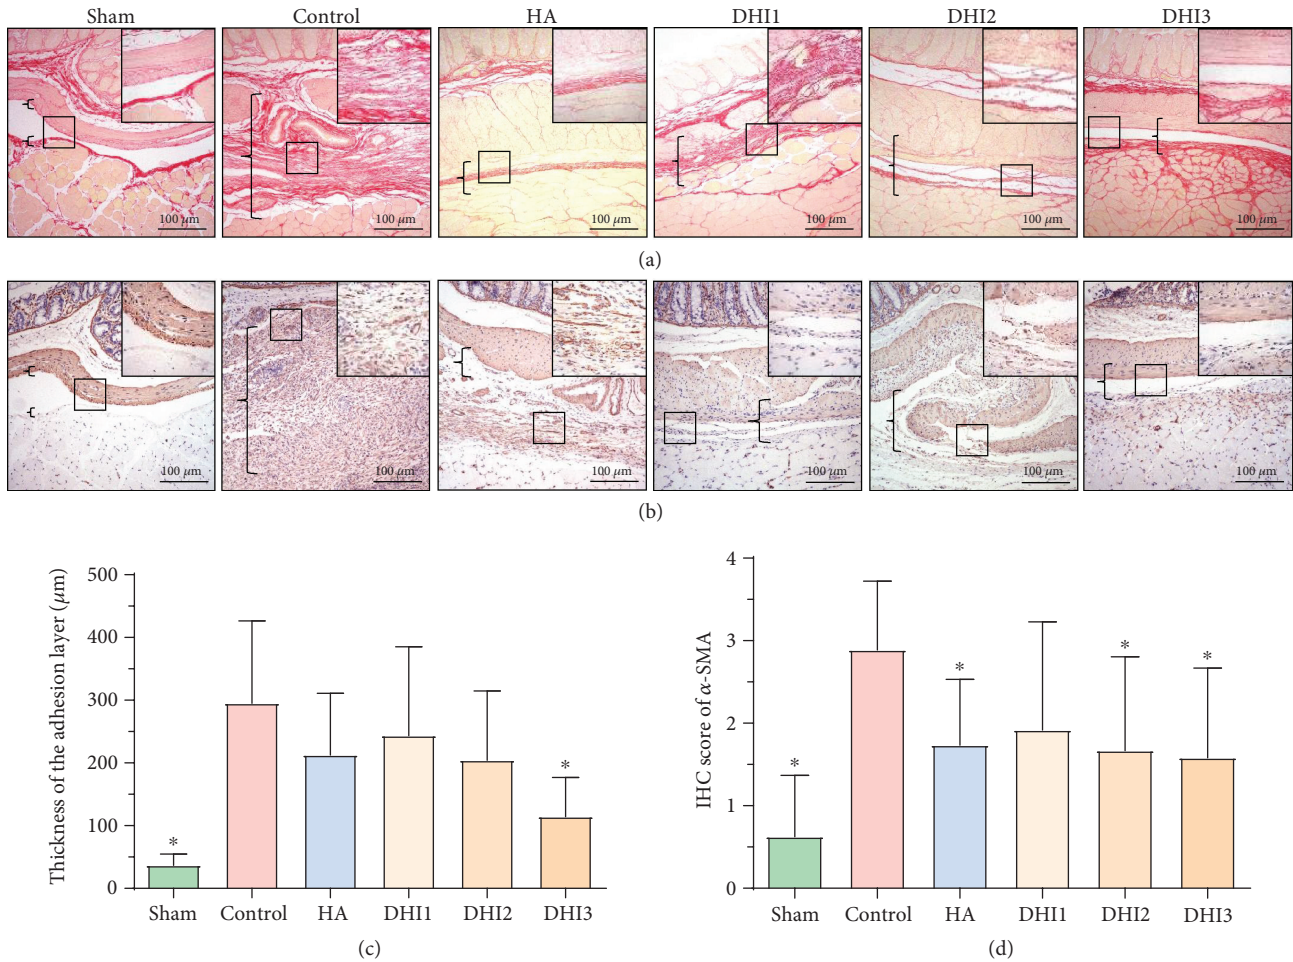 Sham Control HA DHI1 DHI2 DHI3
100 μm 100 μm 100 μm 100 μm 100 μm 100 μm
(a)
100 μm 100 μm 100 μm 100 μm 100 μm 100 μm
(b)
Thickness of the adhesion layer (μm)
500
400
300
200
100
0
* *
Sham Control HA DHI1 DHI2 DHI3
(c)
IHC score of α-SMA
4
3
2
1
0
* * * *
Sham Control HA DHI1 DHI2 DHI3
(d)